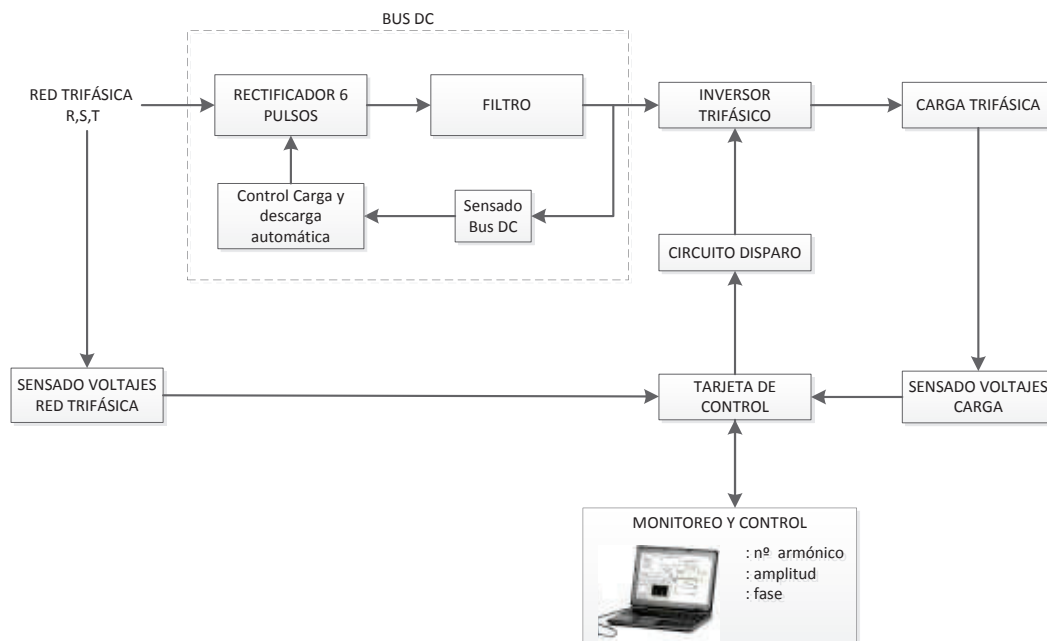 BUS DC
RED TRIFÁSICA
R,S,T
RECTIFICADOR 6
PULSOS
FILTRO
INVERSOR
TRIFÁSICO
CARGA TRIFÁSICA
Control Carga y
descarga
automática
Sensado
Bus DC
CIRCUITO DISPARO
SENSADO VOLTAJES
RED TRIFÁSICA
TARJETA DE
CONTROL
SENSADO VOLTAJES
CARGA
MONITOREO Y CONTROL
: nº armónico
: amplitud
: fase